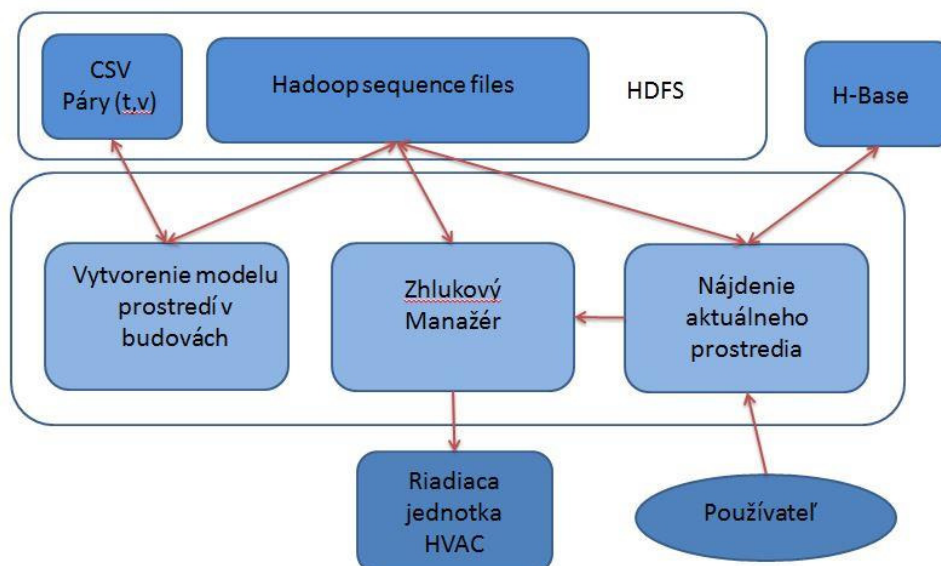 CSV
Páry (t,v)
Hadoop sequence files
HDFS
H-Base
Vytvorenie modelu
prostredí v
budovách
Zhlukový
Manažér
Nájdenie
aktuálneho
prostredia
Riadiaca
jednotka
HVAC
Používateľ